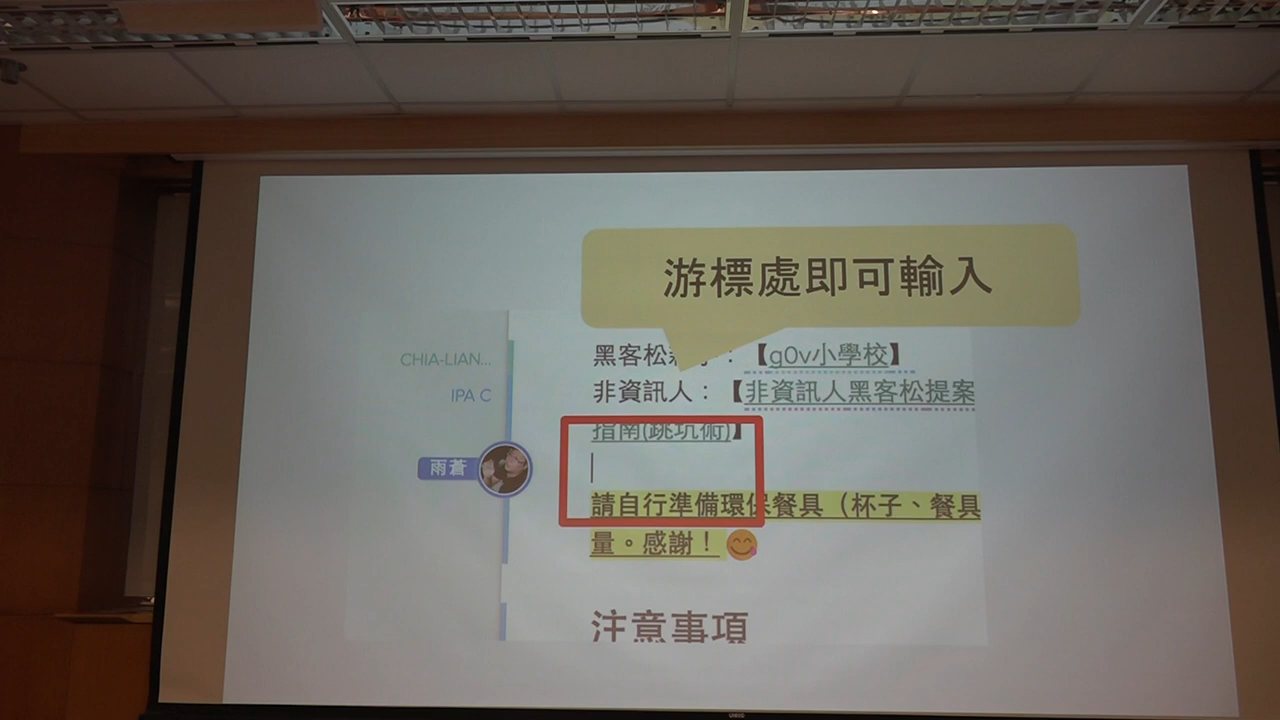 游標處即可輸入
CHIA-LIAN...
黑客松新手：【g0v小學校】
IPA C
非資訊人：【非資訊人黑客松提案
指南(跳坑術)】
雨蒼
請自行準備環保餐具（杯子、餐具
量。感謝！
注意事項